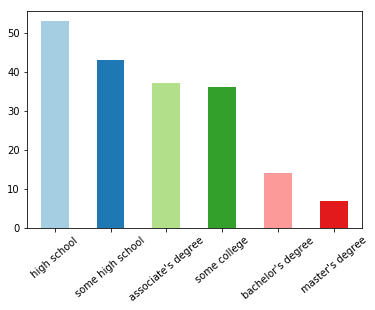 50
40
30
20
10
0
high school
some high school
associate's degree
some college
bachelor's degree
master's degree